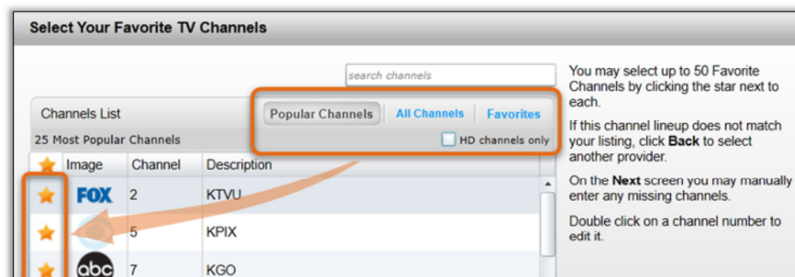 Select Your Favorite TV Channels
search channels
Channels List
Popular Channels
All Channels
Favorites
25 Most Popular Channels
HD channels only
Image Channel Description
FOX 2 KTVU
5 KPIX
abc 7 KGO
You may select up to 50 Favorite
Channels by clicking the star next to
each.
If this channel lineup does not match
your listing, click Back to select
another provider.
On the Next screen you may manually
enter any missing channels.
Double click on a channel number to
edit it.